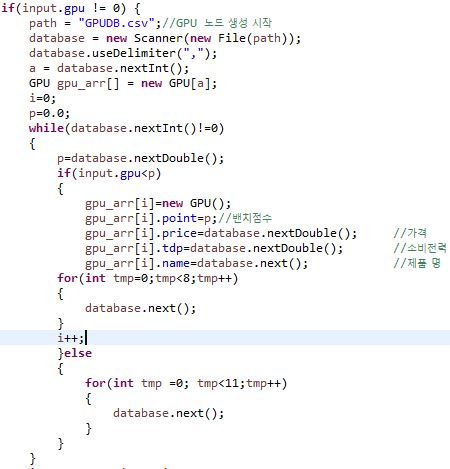 if(input.gpu != 0) {
path = "GPUDB.csv";//GPU 노드 생성 시작
database = new Scanner(new File(path));
database.useDelimiter(",");
a = database.nextInt();
GPU gpu_arr[] = new GPU[a];
i=0;
p=0.0;
while(database.nextInt()!=0)
{
p=database.nextDouble();
if(input.gpu<p)
{
gpu_arr[i]=new GPU();
gpu_arr[i].point=p;//밴치점수
gpu_arr[i].price=database.nextDouble(); //가격
gpu_arr[i].tdp=database.nextDouble(); //소비전력
gpu_arr[i].name=database.next(); //제품 명
for(int tmp=0;tmp<8;tmp++)
{
database.next();
}
i++;
}else
{
for(int tmp =0; tmp<11;tmp++)
{
database.next();
}
}
}